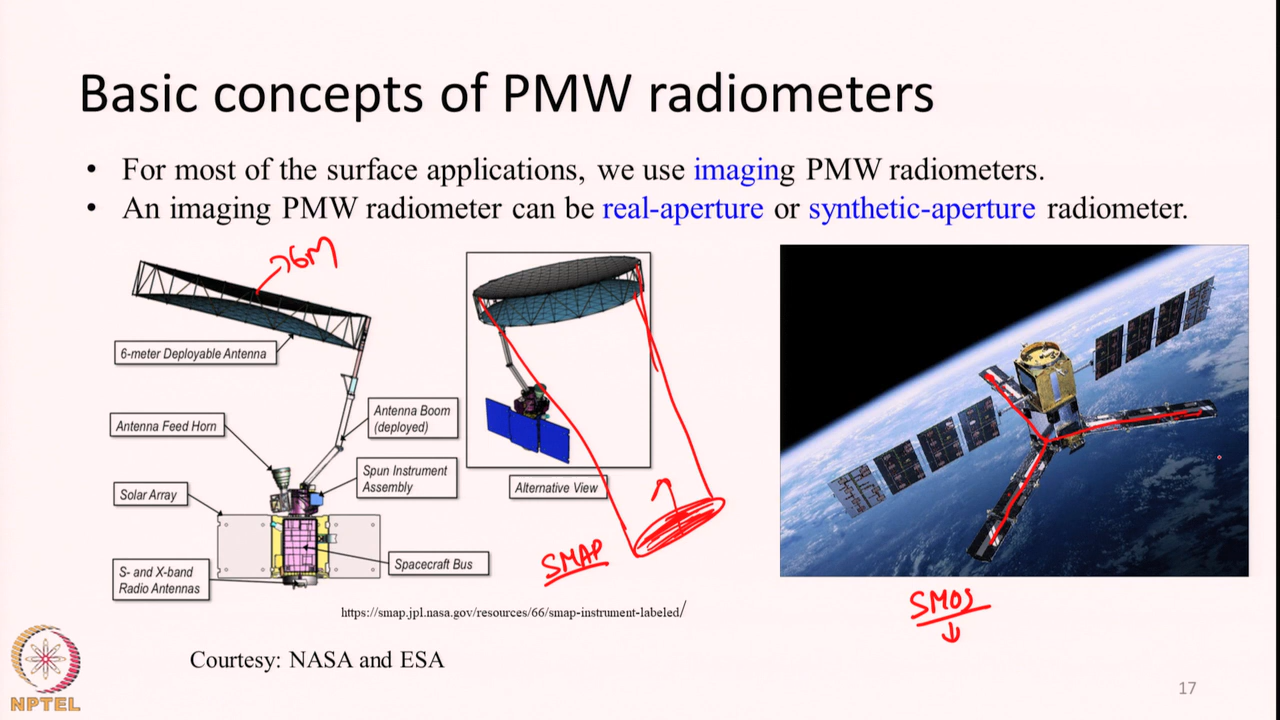 Basic concepts of PMW radiometers
• For most of the surface applications, we use imaging PMW radiometers.
• An imaging PMW radiometer can be real-aperture or synthetic-aperture radiometer.
6M
6-meter Deployable Antenna
Antenna Feed Horn
Antenna Boom
(deployed)
Spun Instrument
Assembly
Solar Array
Spacecraft Bus
S- and X-band
Radio Antennas
Alternative View
SMAP
SMOS
https://smap.jpl.nasa.gov/resources/66/smap-instrument-labeled/
Courtesy: NASA and ESA
NPTEL
17